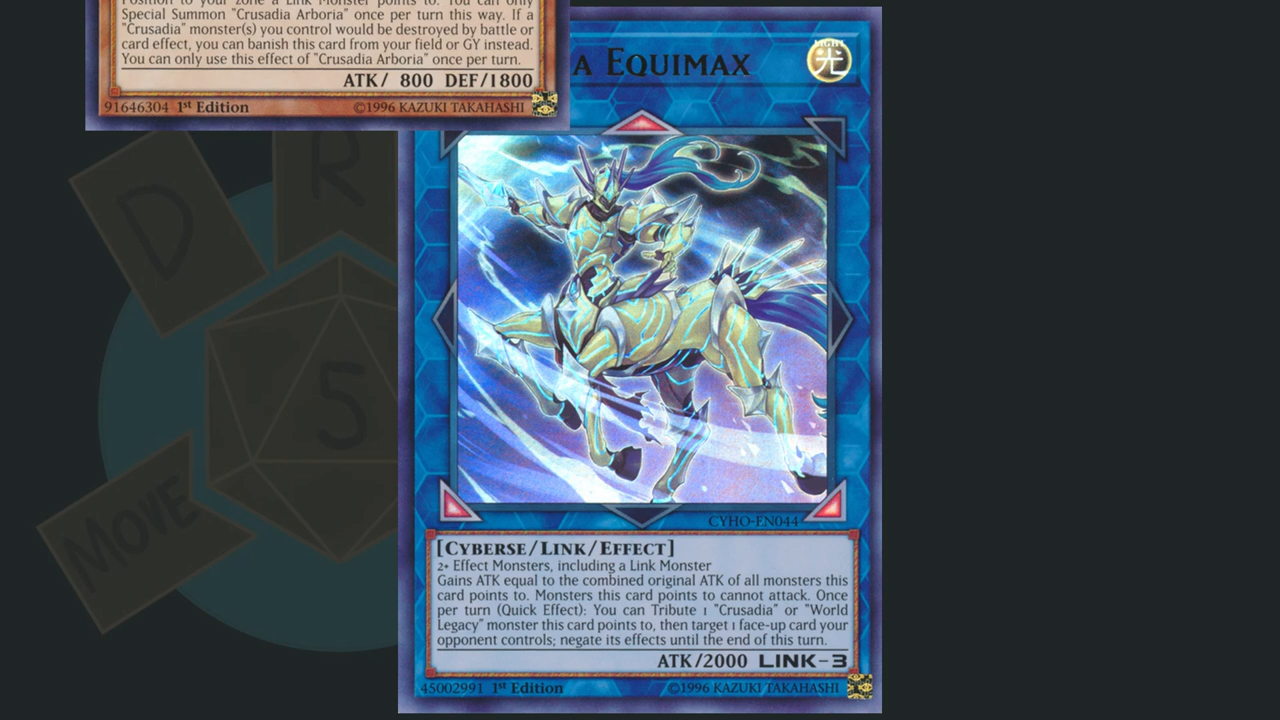 Position to your zone a Link Monster points to. You can only
Special Summon "Crusadia Arboria" once per turn this way. If a
"Crusadia" monster(s) you control would be destroyed by battle or
card effect, you can banish this card from your field or GY instead.
You can only use this effect of "Crusadia Arboria" once per turn.
ATK/ 800 DEF/1800
91646304 1st Edition
©1996 KAZUKI TAKAHASHI
a Equimax
LIGHT
光
D
R
5
MOVE
CYHO-EN044
[Cyberse/Link/Effect]
2+ Effect Monsters, including a Link Monster
Gains ATK equal to the combined original ATK of all monsters this
card points to. Monsters this card points to cannot attack. Once
per turn (Quick Effect): You can Tribute 1 "Crusadia" or "World
Legacy" monster this card points to, then target 1 face-up card your
opponent controls; negate its effects until the end of this turn.
ATK/2000 LINK-3
45002991 1st Edition
©1996 KAZUKI TAKAHASHI